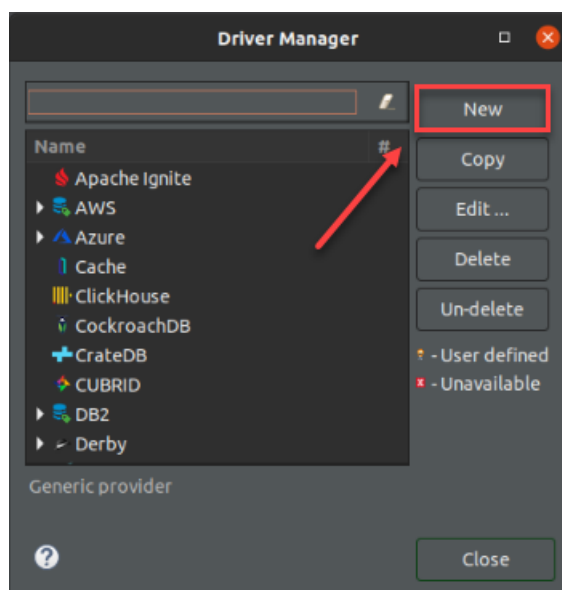 Driver Manager
New
Name #
Copy
Apache Ignite
AWS
Edit ...
Azure
Cache
Delete
ClickHouse
Un-delete
CockroachDB
CrateDB
- User defined
CUBRID
- Unavailable
DB2
Derby
Generic provider
?
Close